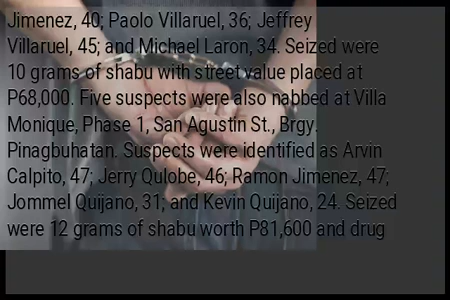 Jimenez, 40; Paolo Villaruel, 36; Jeffrey
Villaruel, 45; and Michael Laron, 34. Seized were
10 grams of shabu with street value placed at
P68,000. Five suspects were also nabbed at Villa
Monique, Phase 1, San Agustin St., Brgy.
Pinagbuhatan. Suspects were identified as Arvin
Calpito, 47; Jerry Qulobe, 46; Ramon Jimenez, 47;
Jommel Quijano, 31; and Kevin Quijano, 24. Seized
were 12 grams of shabu worth P81,600 and drug